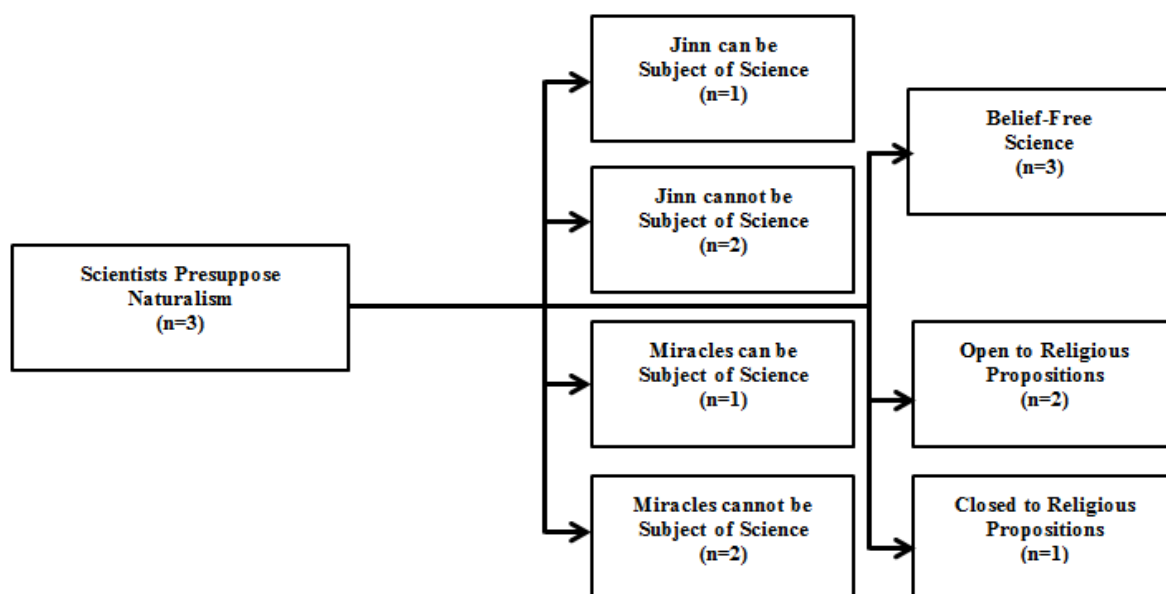 Scientists Presuppose
Naturalism
(n=3)
Jinn can be
Subject of Science
(n=1)
Jinn cannot be
Subject of Science
(n=2)
Miracles can be
Subject of Science
(n=1)
Miracles cannot be
Subject of Science
(n=2)
Belief-Free
Science
(n=3)
Open to Religious
Propositions
(n=2)
Closed to Religious
Propositions
(n=1)